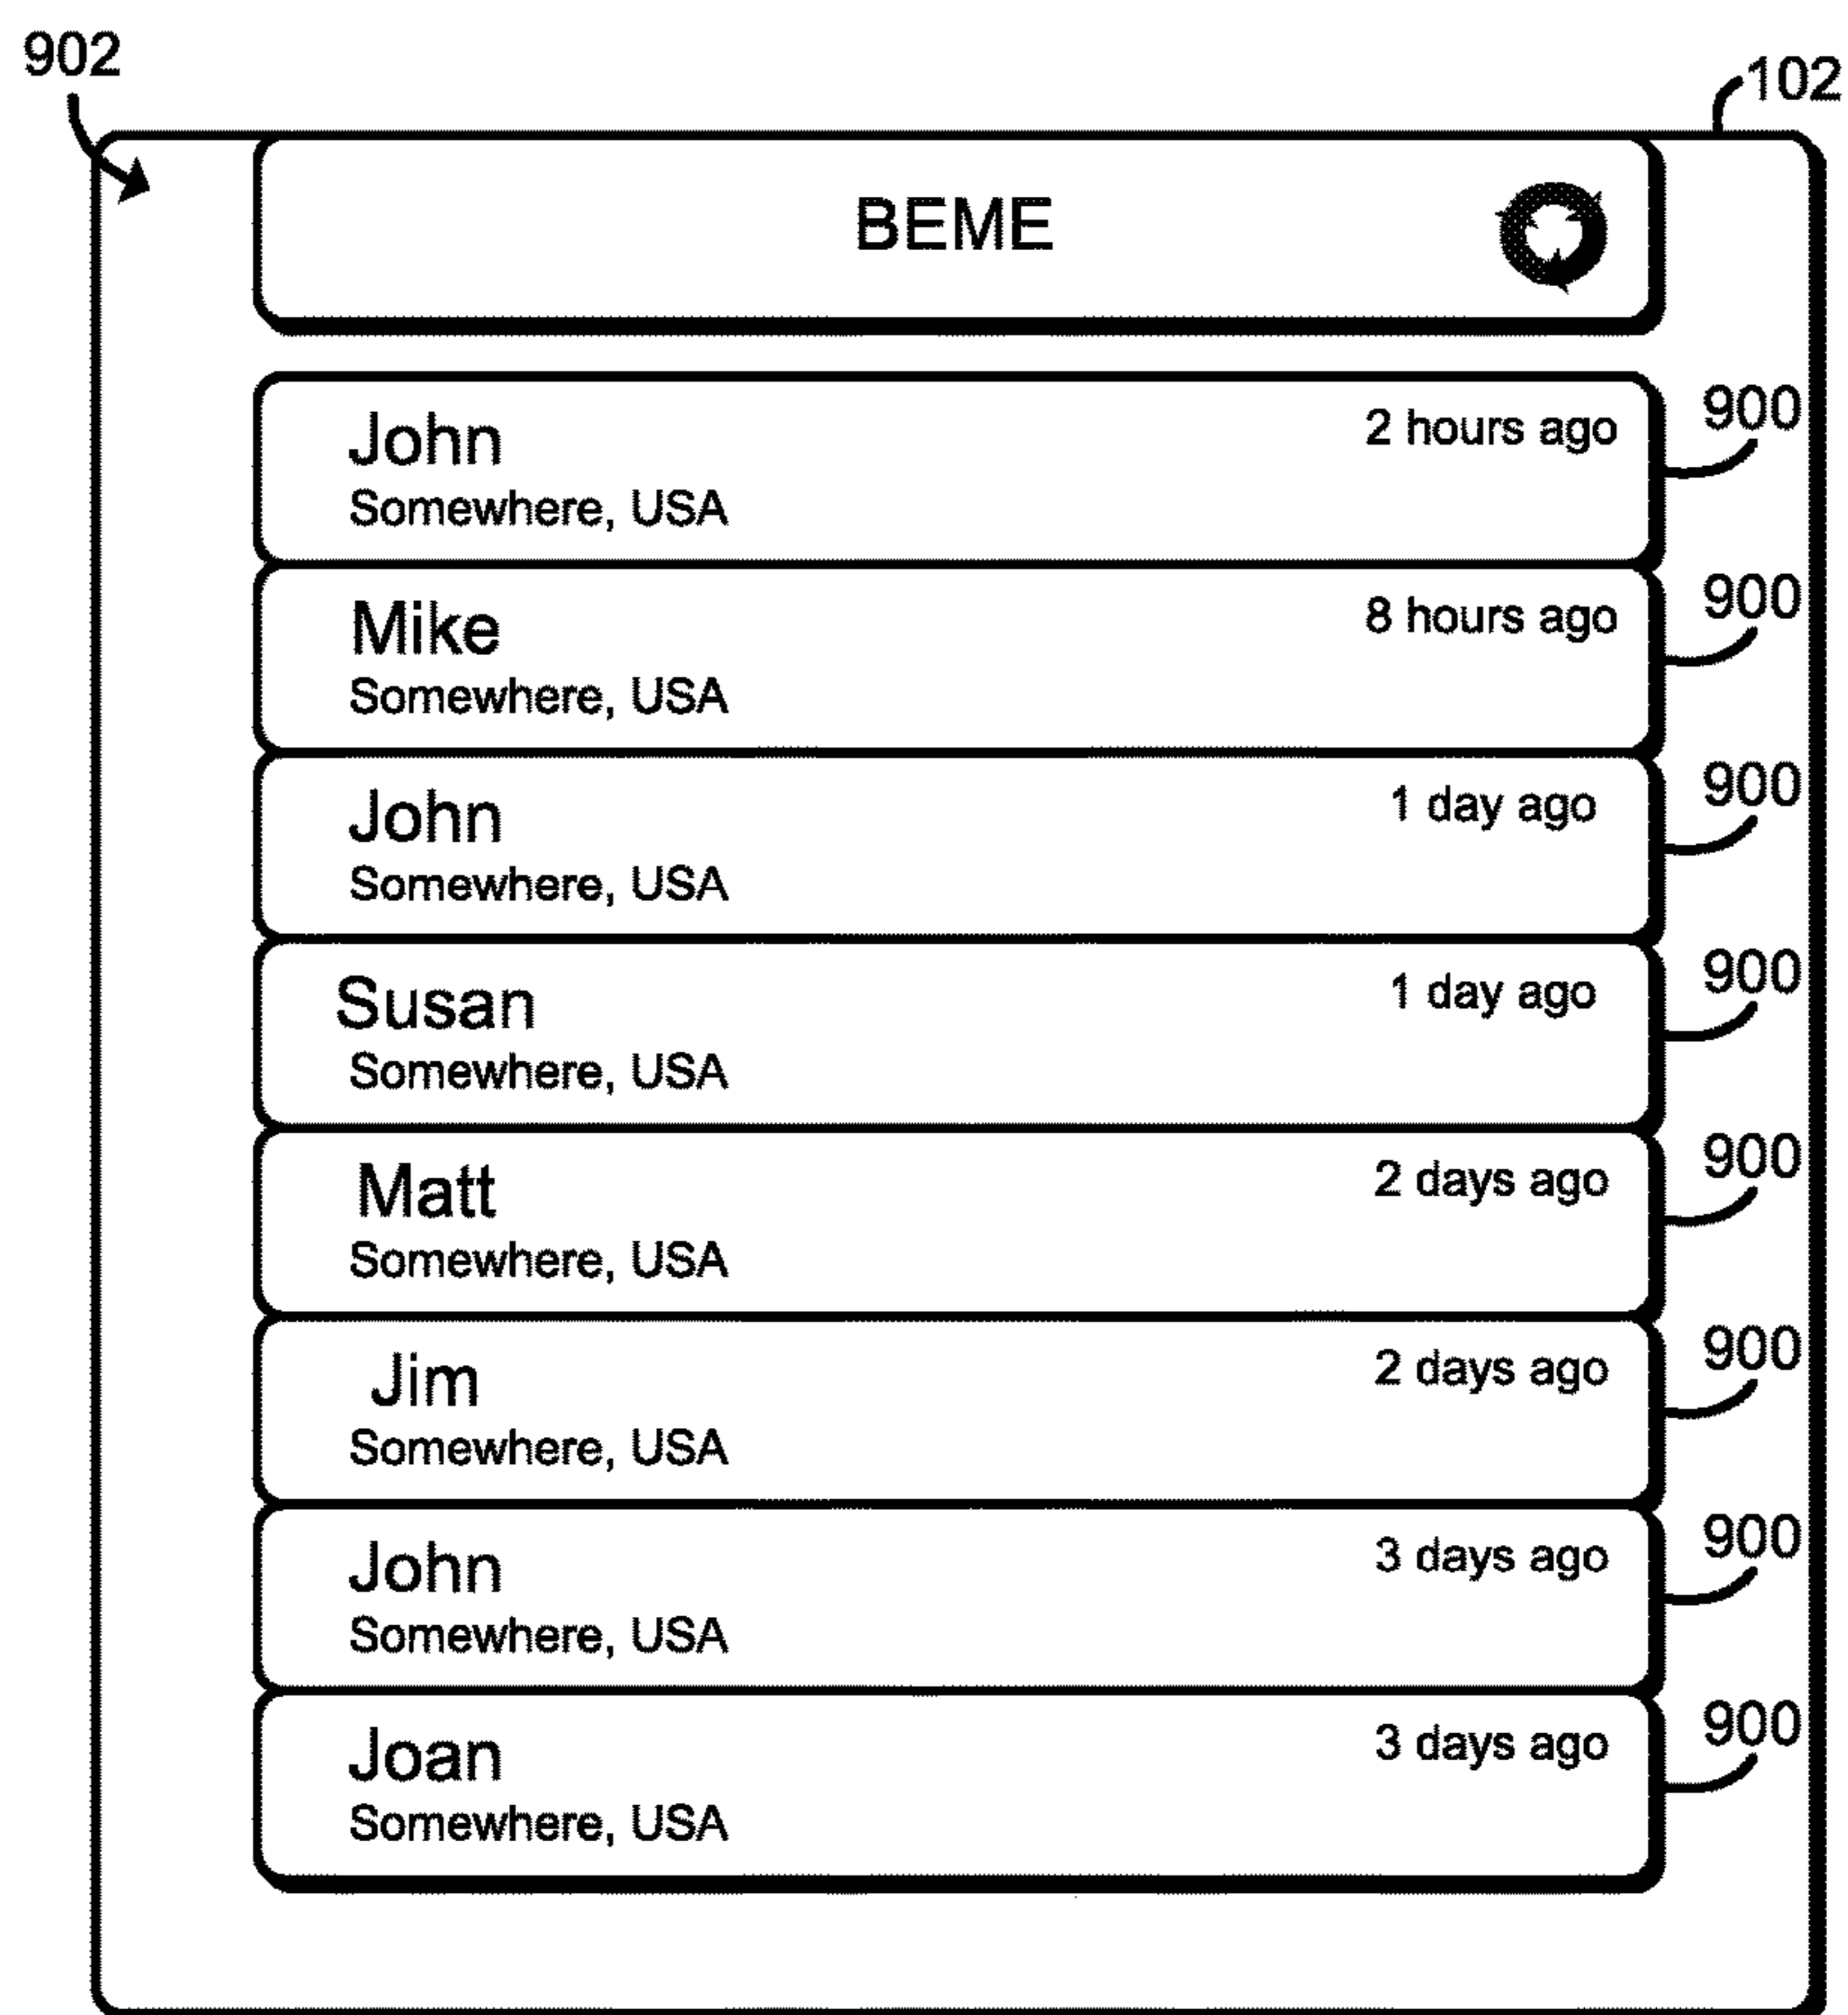 902
102
BEME
John
2 hours ago
900
Somewhere, USA
Mike
8 hours ago
900
Somewhere, USA
John
1 day ago
900
Somewhere, USA
Susan
1 day ago
900
Somewhere, USA
Matt
2 days ago
900
Somewhere, USA
Jim
2 days ago
900
Somewhere, USA
John
3 days ago
900
Somewhere, USA
Joan
3 days ago
900
Somewhere, USA